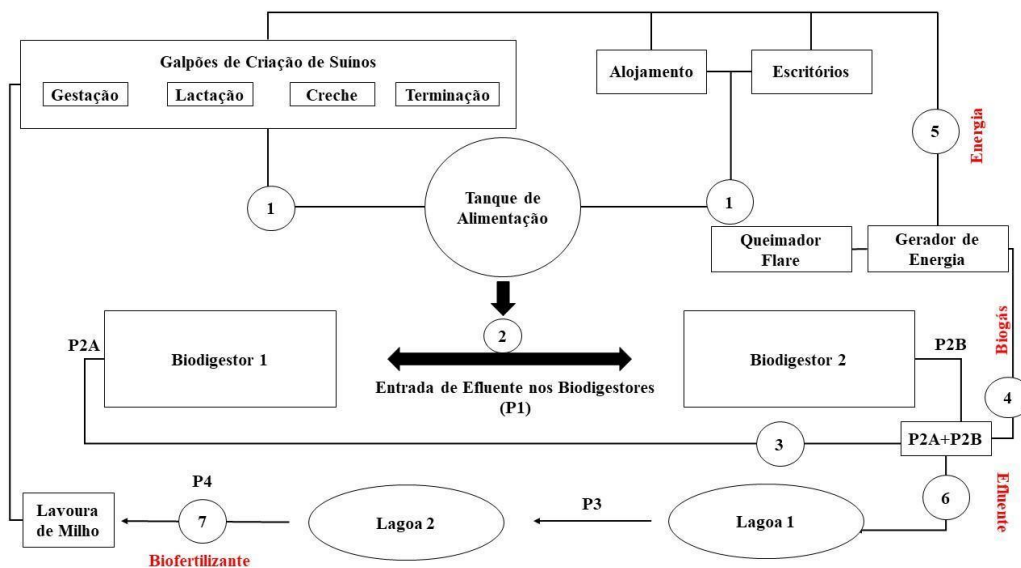 Galpões de Criação de Suínos
Gestação
Lactação
Creche
Terminação
Alojamento
Escritórios
5
Energia
1
Tanque de
Alimentação
1
Queimador
Flare
Gerador de
Energia
2
P2A
Biodigestor 1
Entrada de Efluente nos Biodigestores
(P1)
Biodigestor 2
P2B
Biogás
4
3
P2A+P2B
6
Efluente
Lavoura
de Milho
P4
7
Biofertilizante
Lagoa 2
P3
Lagoa 1